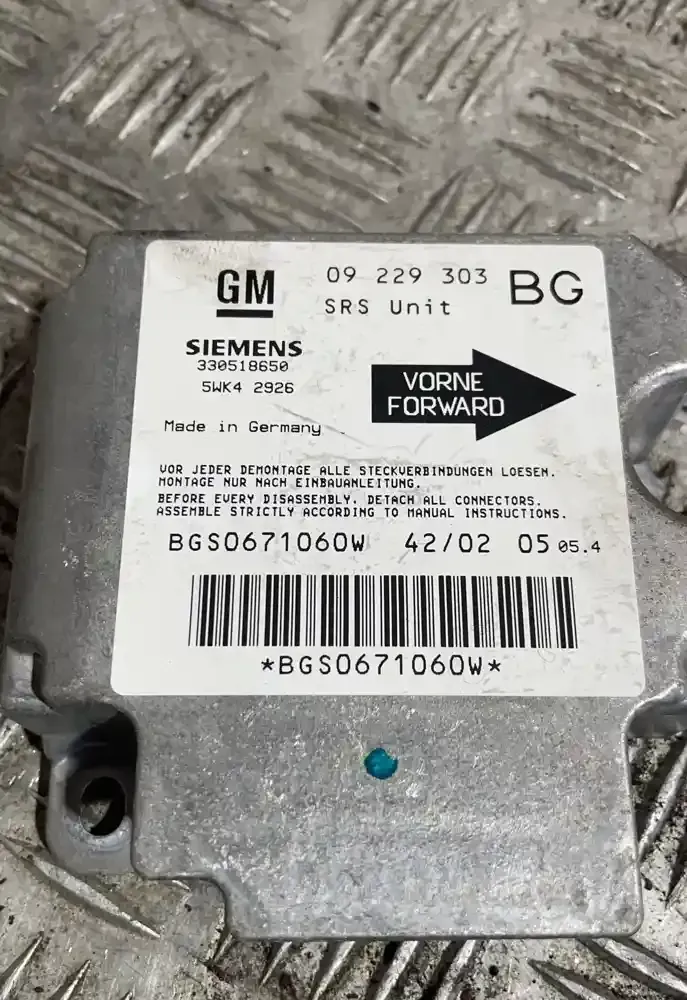 GM 09 229 303 BG
SRS Unit
SIEMENS
330518650
5WK4 2926
VORNE
FORWARD
Made in Germany
VOR JEDER DEMONTAGE ALLE STECKVERBINDUNGEN LOESEN.
MONTAGE NUR NACH EINBAUANLEITUNG.
BEFORE EVERY DISASSEMBLY, DETACH ALL CONNECTORS.
ASSEMBLE STRICTLY ACCORDING TO MANUAL INSTRUCTIONS.
BGS0671060W 42/02 05 05.4
*BGS0671060W*